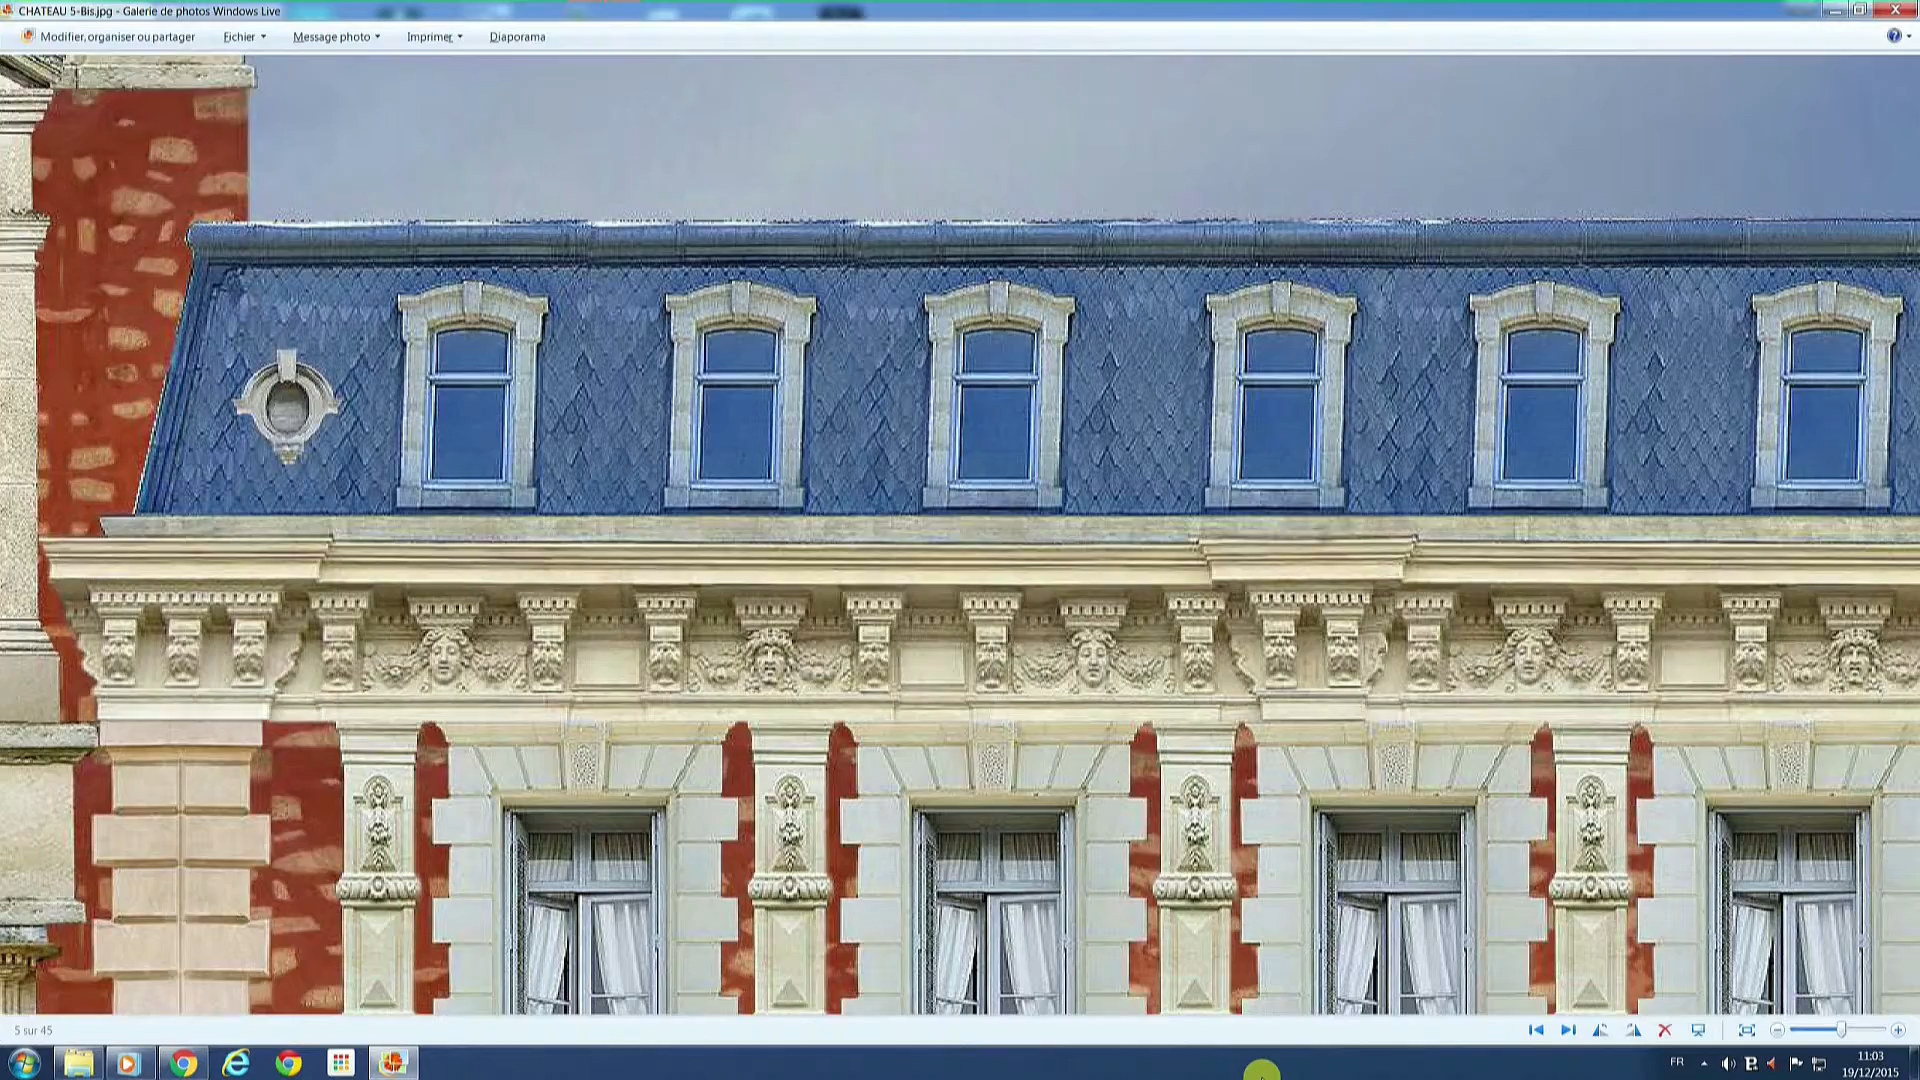 CHATEAU 5-Bis.jpg - Galerie de photos Windows Live
Modifier, organiser ou partager Fichier Message photo Imprimer Diaporama
5 sur 45
FR
11:03
19/12/2015